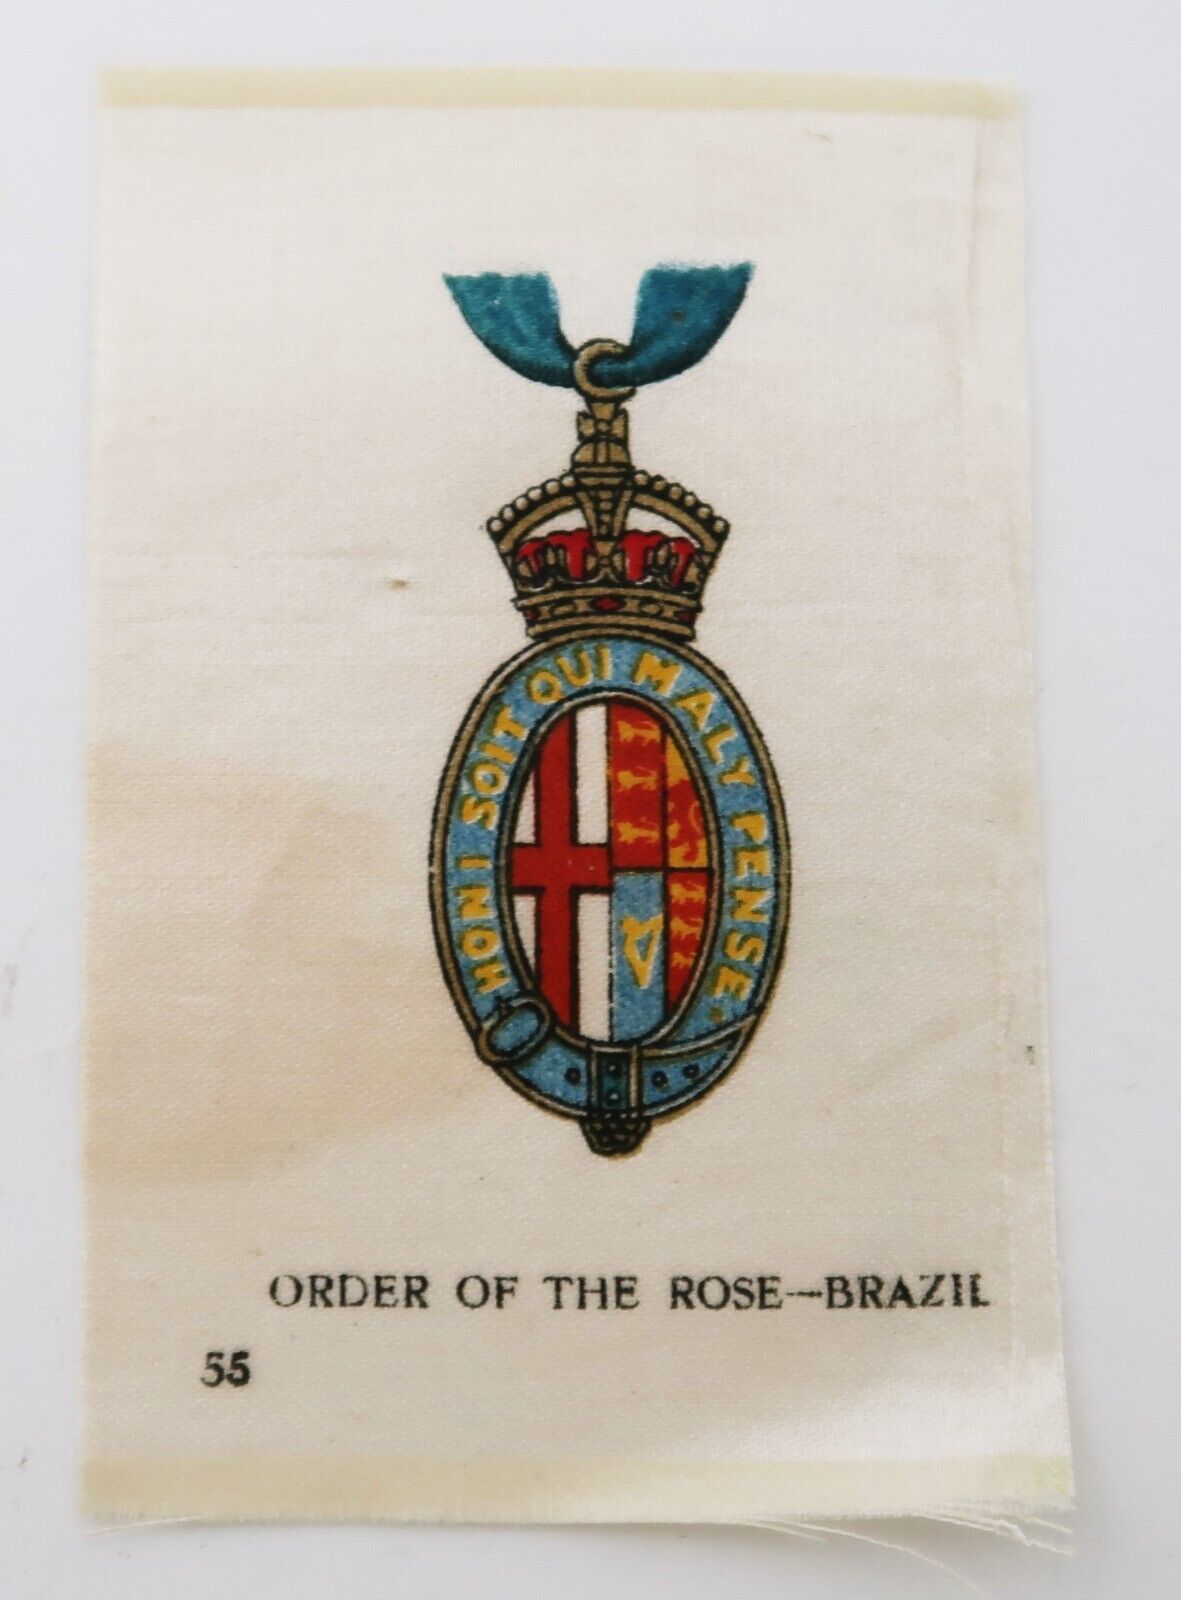 HONI SOIT QUI MALY PENSE.
ORDER OF THE ROSE--BRAZIL
55